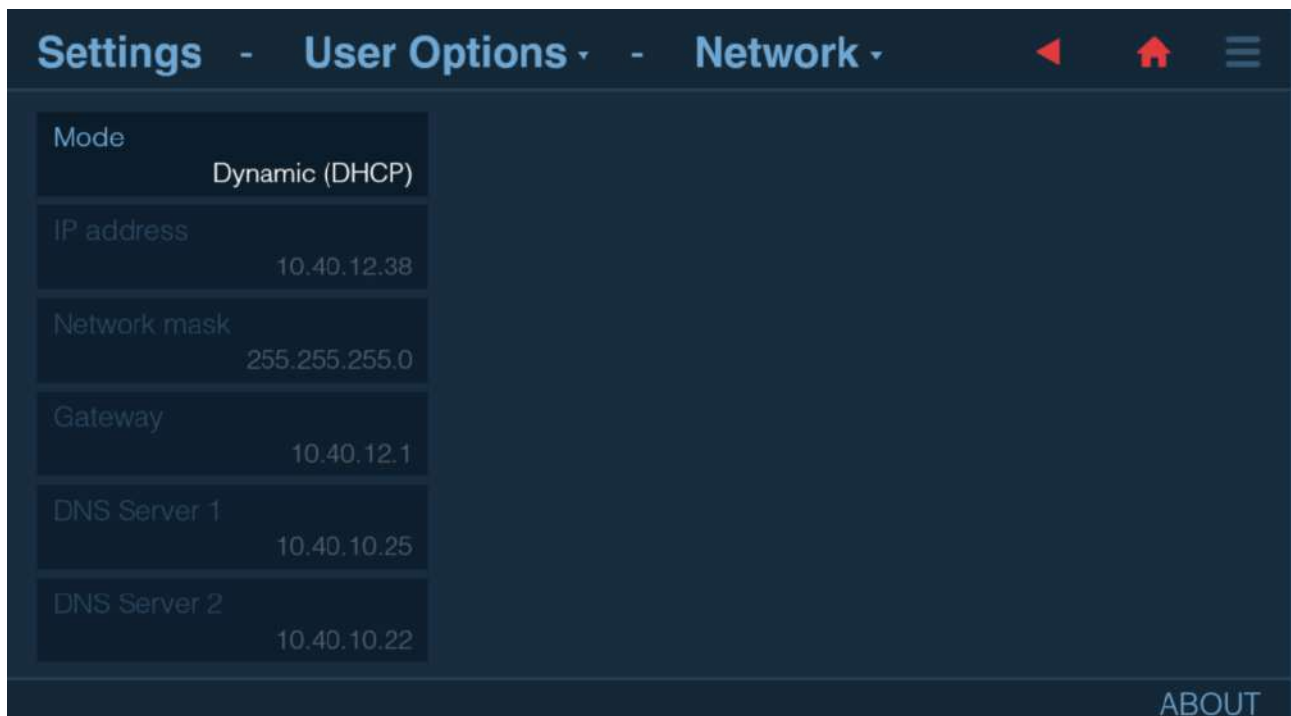 Settings - User Options - Network
Mode
Dynamic (DHCP)
IP address
10.40.12.38
Network mask
255.255.255.0
Gateway
10.40.12.1
DNS Server 1
10.40.10.25
DNS Server 2
10.40.10.22
ABOUT